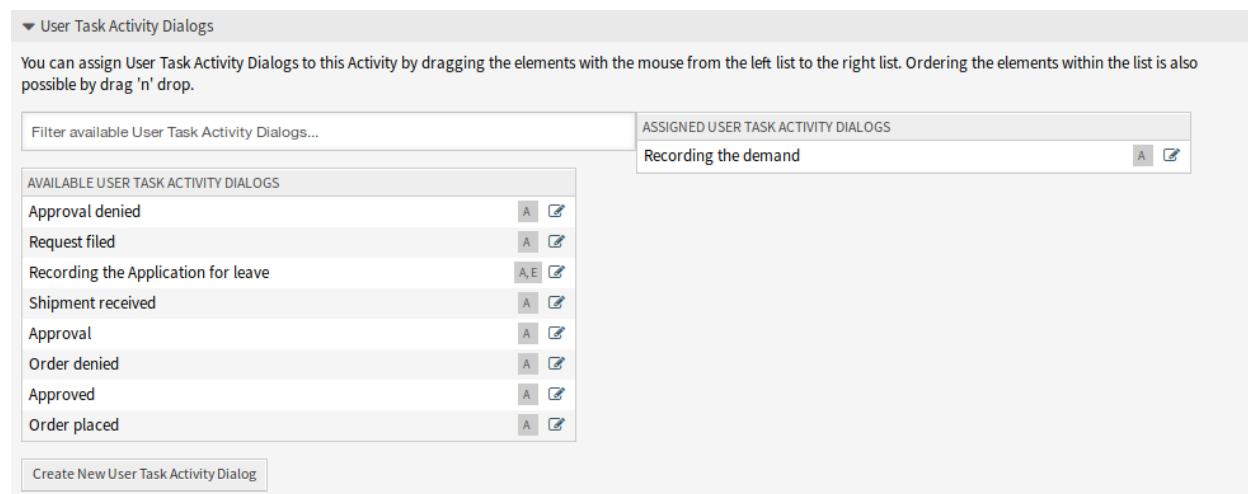 User Task Activity Dialogs
You can assign User Task Activity Dialogs to this Activity by dragging the elements with the mouse from the left list to the right list. Ordering the elements within the list is also
possible by drag 'n' drop.
Filter available User Task Activity Dialogs...
AVAILABLE USER TASK ACTIVITY DIALOGS
Approval denied A
Request filed A
Recording the Application for leave A, E
Shipment received A
Approval A
Order denied A
Approved A
Order placed A
Create New User Task Activity Dialog
ASSIGNED USER TASK ACTIVITY DIALOGS
Recording the demand A